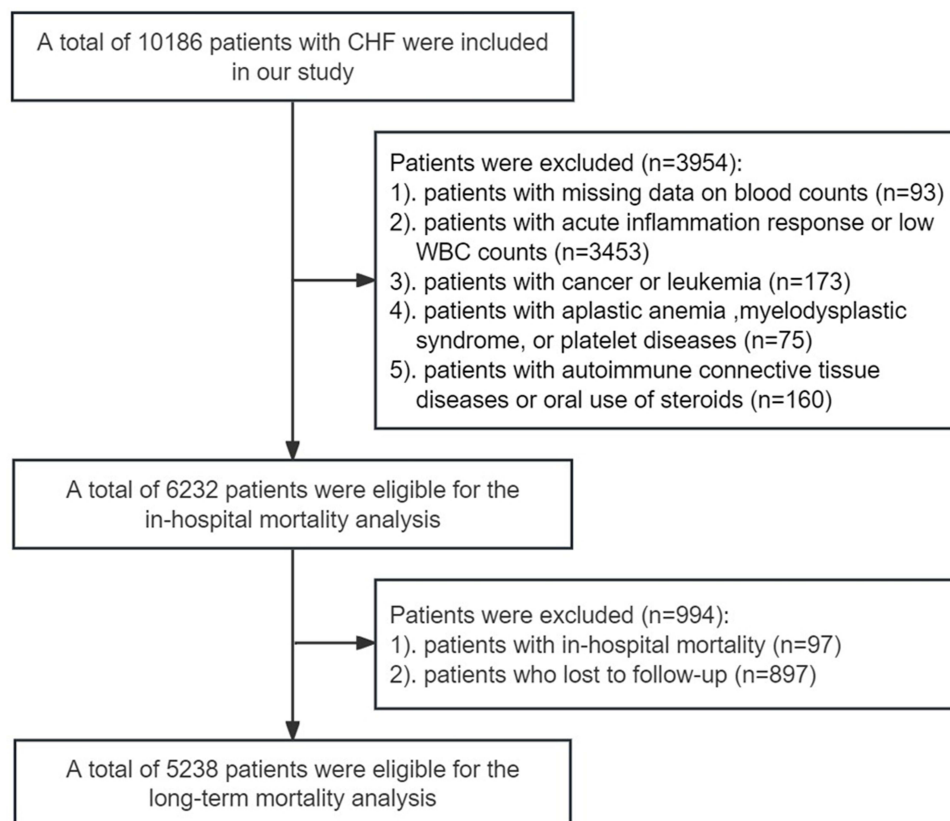 A total of 10186 patients with CHF were included
in our study
Patients were excluded (n=3954):
1). patients with missing data on blood counts (n=93)
2). patients with acute inflammation response or low
WBC counts (n=3453)
3). patients with cancer or leukemia (n=173)
4). patients with aplastic anemia ,myelodysplastic
syndrome, or platelet diseases (n=75)
5). patients with autoimmune connective tissue
diseases or oral use of steroids (n=160)
A total of 6232 patients were eligible for the
in-hospital mortality analysis
Patients were excluded (n=994):
1). patients with in-hospital mortality (n=97)
2). patients who lost to follow-up (n=897)
A total of 5238 patients were eligible for the
long-term mortality analysis